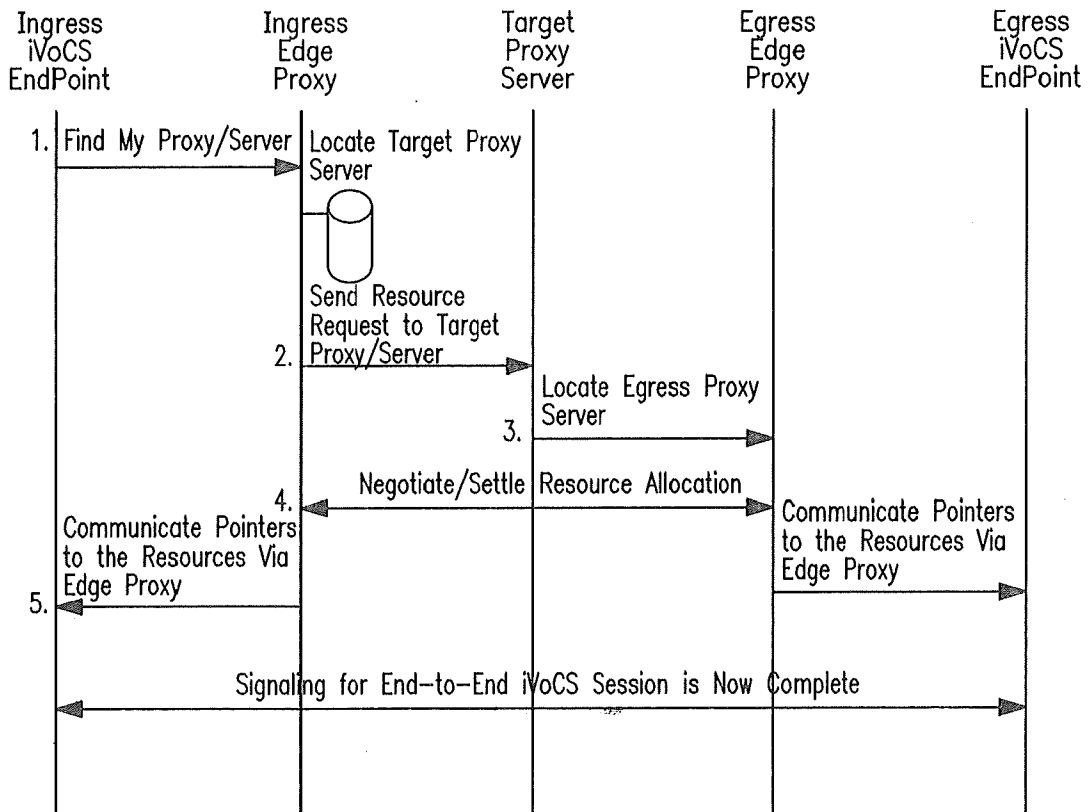 Ingress
iVoCS
EndPoint
Ingress
Edge
Proxy
Target
Proxy
Server
Egress
Edge
Proxy
Egress
iVoCS
EndPoint
1. Find My Proxy/Server
Locate Target Proxy
Server
Send Resource
Request to Target
2. Proxy/Server
Locate Egress Proxy
Server
3.
Negotiate/Settle Resource Allocation
4.
Communicate Pointers
to the Resources Via
Edge Proxy
5.
Communicate Pointers
to the Resources Via
Edge Proxy
Signaling for End-to-End iVoCS Session is Now Complete